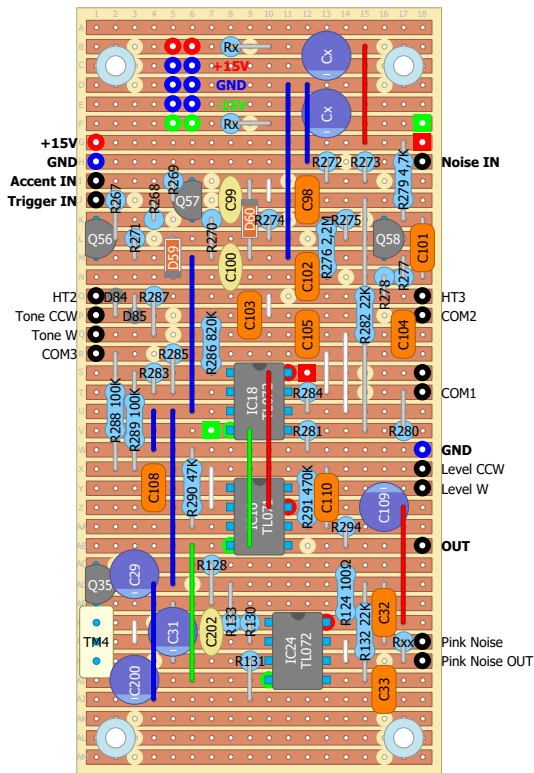 1 2 3 4 5 6 7 8 9 10 11 12 13 14 15 16 17 18
Rx
Cx
+15V
GND
-15V
Cx
Rx
+15V
GND
Noise IN
R272
R273
Accent IN
R269
R279 4,7K
Trigger IN
R267
R268
Q57
C99
D60
C98
R271
R270
R274
R276 2,2M
R275
Q56
Q58
C101
D59
C100
C102
R278
R277
HT2
D84
R287
HT3
Tone CCW
D85
C103
C105
R282 22K
C104
COM2
Tone W
R286 820K
COM3
R285
R283
IC18
TL072
R284
COM1
R288 100K
R289 100K
R281
R280
GND
Level CCW
C108
R290 47K
Level W
IC16
TL071
R291 470K
C110
C109
R294
OUT
R128
Q35
C29
R124 100Ω
C32
TM4
C31
C202
R133
R130
IC24
TL072
R132 22K
Rxx
Pink Noise
Pink Noise OUT
R131
C200
C33